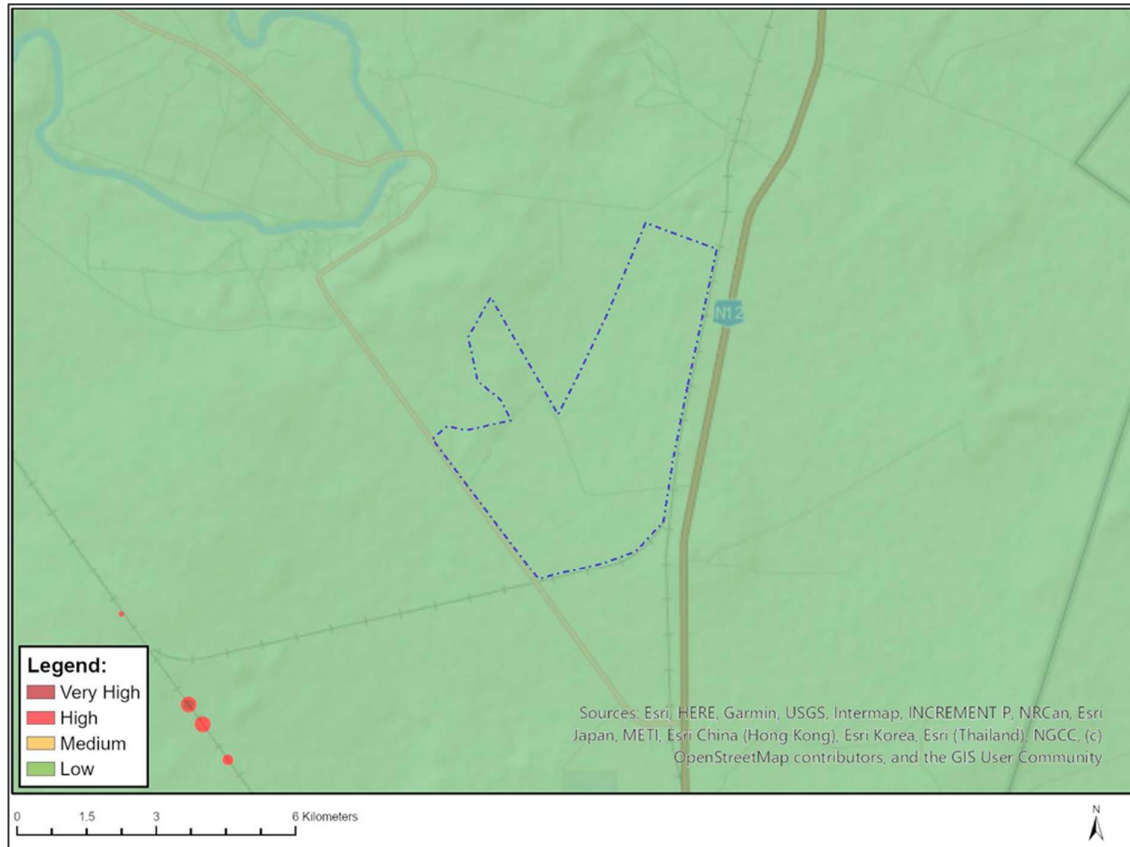 N12
Legend:
Very High
High
Medium
Low
Sources: Esri, HERE, Garmin, USGS, Intermap, INCREMENT P, NRCan, Esri
Japan, METI, Esri China (Hong Kong), Esri Korea, Esri (Thailand), NGCC, (c)
OpenStreetMap contributors, and the GIS User Community
0 1.5 3 6 Kilometers
N